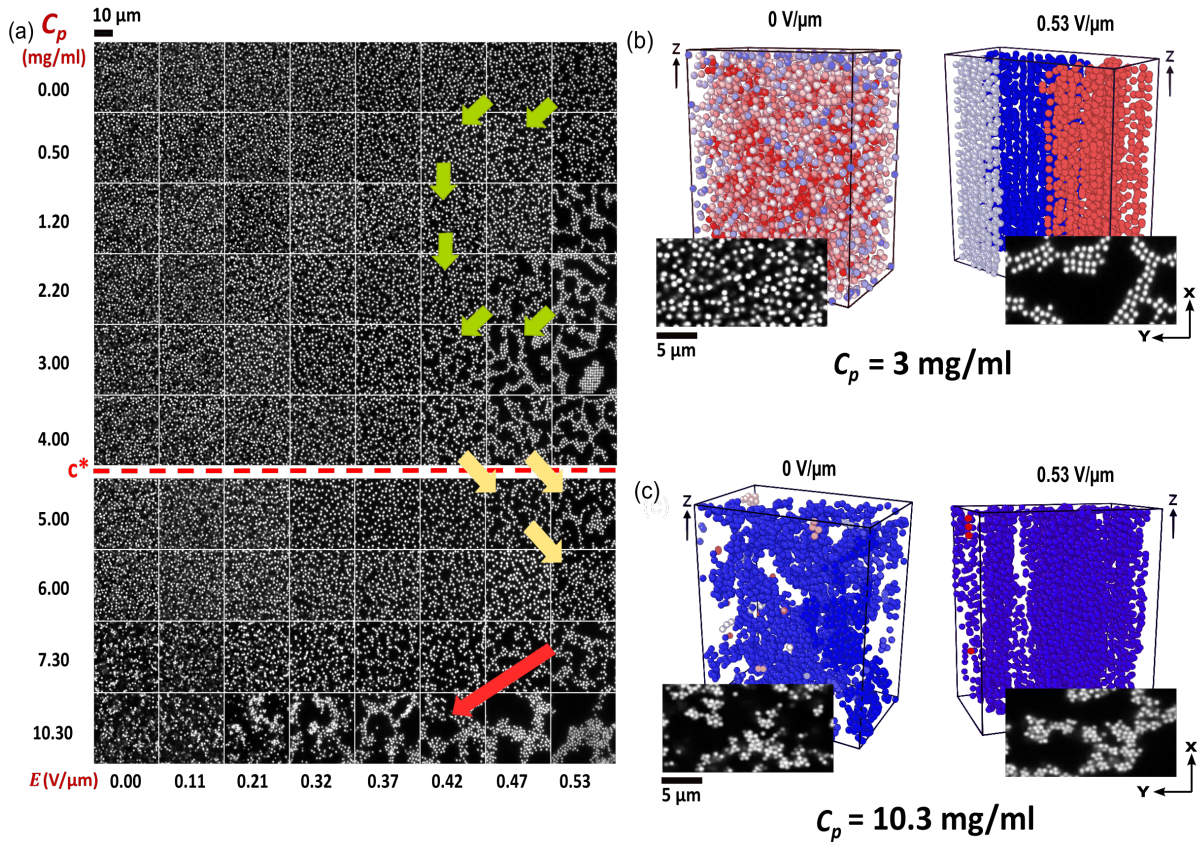 (a)
C_p
(mg/ml)
10 µm
0.00
0.50
1.20
2.20
3.00
4.00
c*
5.00
6.00
7.30
10.30
E (V/µm)
0.00 0.11 0.21 0.32 0.37 0.42 0.47 0.53
(b)
0 V/µm
0.53 V/µm
Z
Z
5 µm
X
Y
C_p = 3 mg/ml
(c)
0 V/µm
0.53 V/µm
Z
Z
5 µm
X
Y
C_p = 10.3 mg/ml